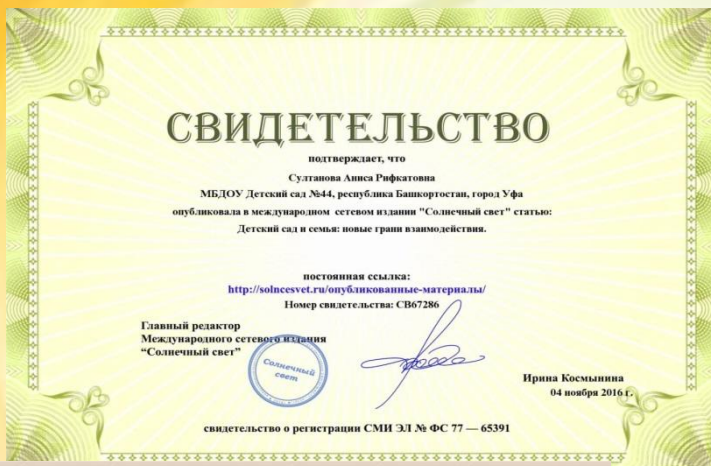 СВИДЕТЕЛЬСТВО
подтверждает, что
Султанова Аниса Рифкатовна
МБДОУ Детский сад №44, республика Башкортостан, город Уфа
опубликовала в международном сетевом издании "Солнечный свет" статью:
Детский сад и семья: новые грани взаимодействия.
постоянная ссылка:
http://solncesvet.ru/опубликованные-материалы/
Номер свидетельства: СВ67286
Главный редактор
Международного сетевого издания
“Солнечный свет”
Солнечный
свет
Ирина Космынина
04 ноября 2016 г.
свидетельство о регистрации СМИ ЭЛ № ФС 77 — 65391